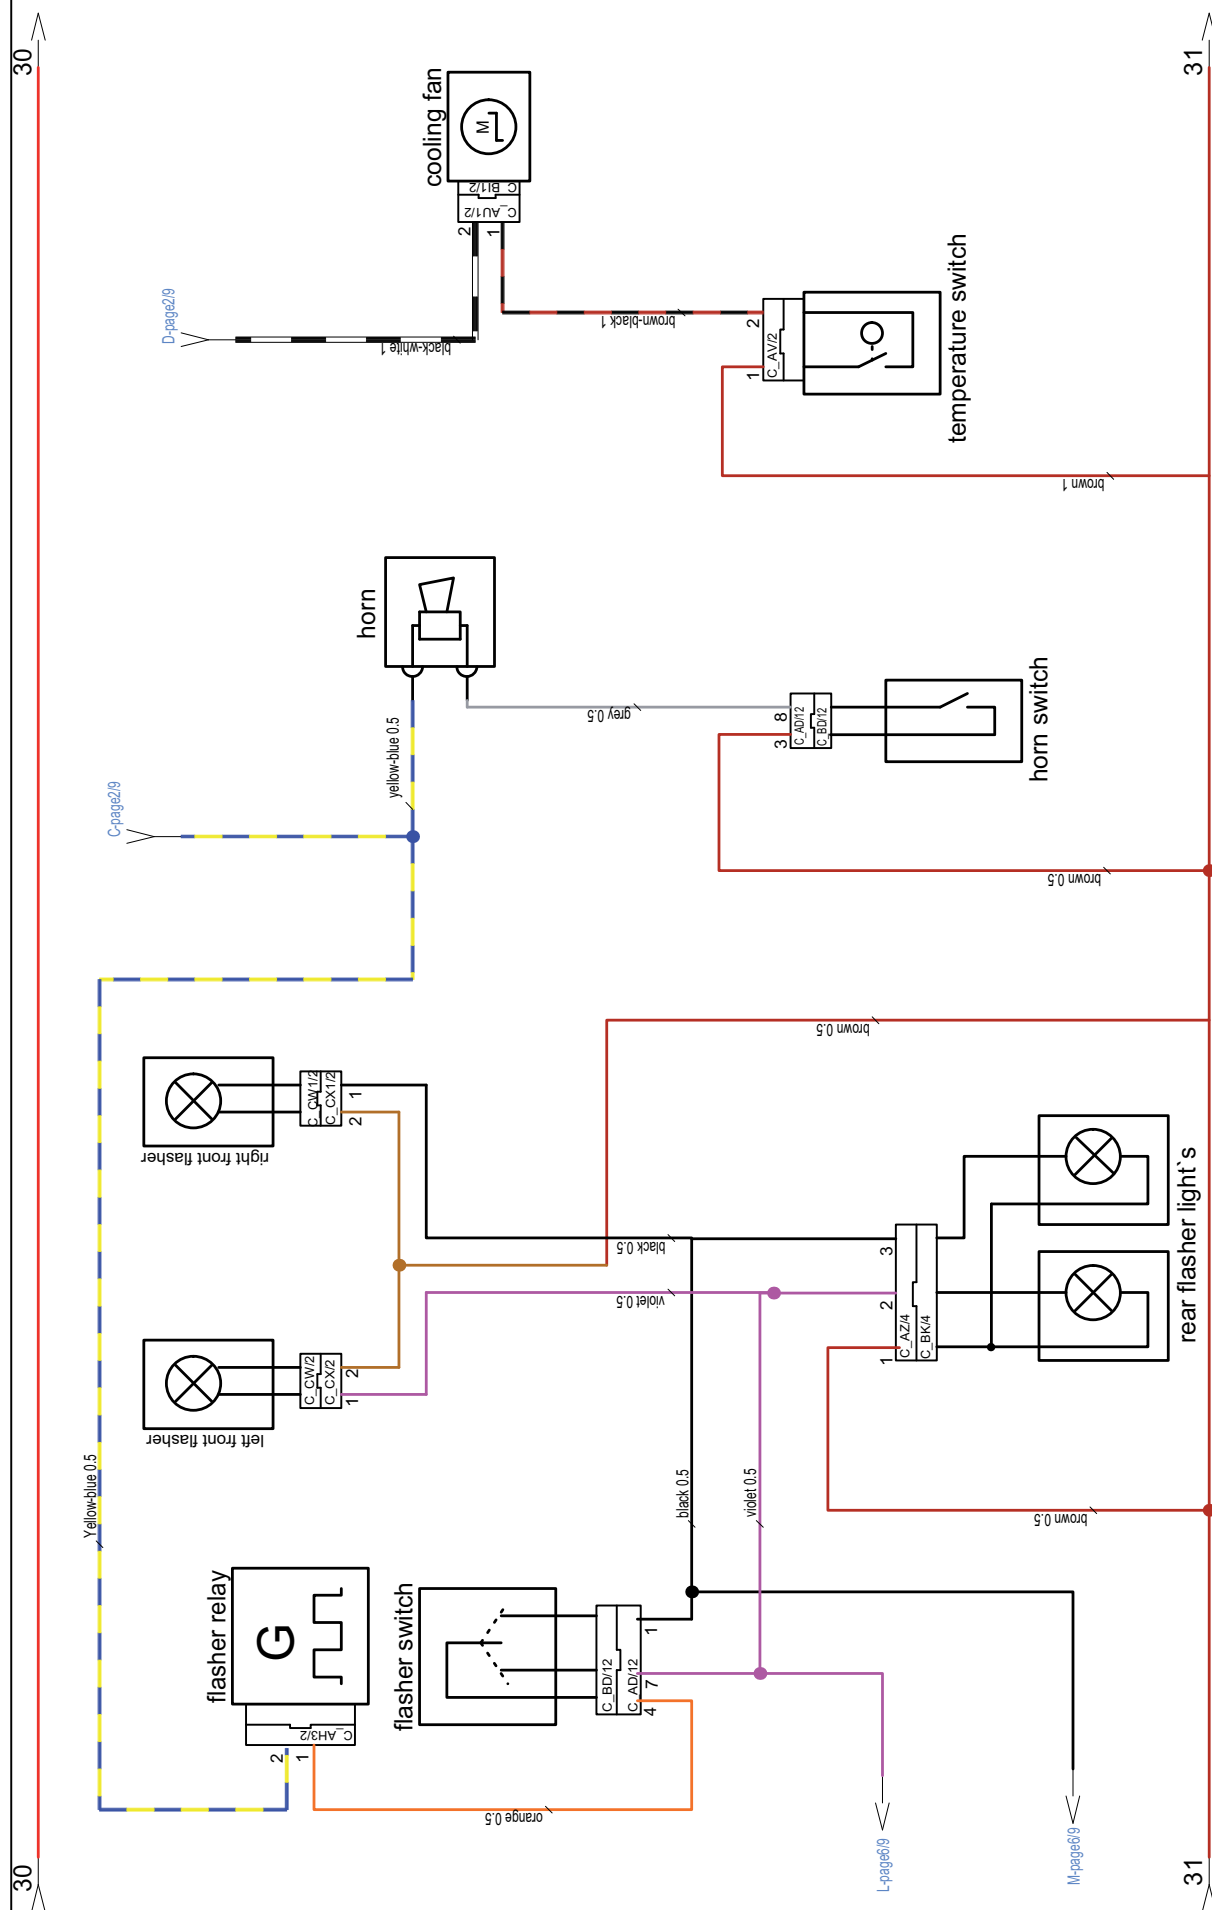 30
30
cooling fan
M
C_BI1/2
C_AU1/2
2
1
D-page2/9
black-white 1
brown-black 1
2
1
C_AV/2
temperature switch
brown 1
31
horn
yellow-blue 0.5
C-page2/9
grey 0.5
8
3
C_AD/12
C_BD/12
horn switch
brown 0.5
brown 0.5
right front flasher
C_CW1/2
C_CX1/2
1
2
black 0.5
violet 0.5
left front flasher
C_CW/2
C_CX/2
2
1
3
2
1
C_AZ/4
C_BK/4
rear flasher light`s
brown 0.5
Yellow-blue 0.5
flasher relay
G
C_AH3/2
2
1
orange 0.5
flasher switch
C_BD/12
C_AD/12
1
7
4
black 0.5
violet 0.5
L-page6/9
M-page6/9
31